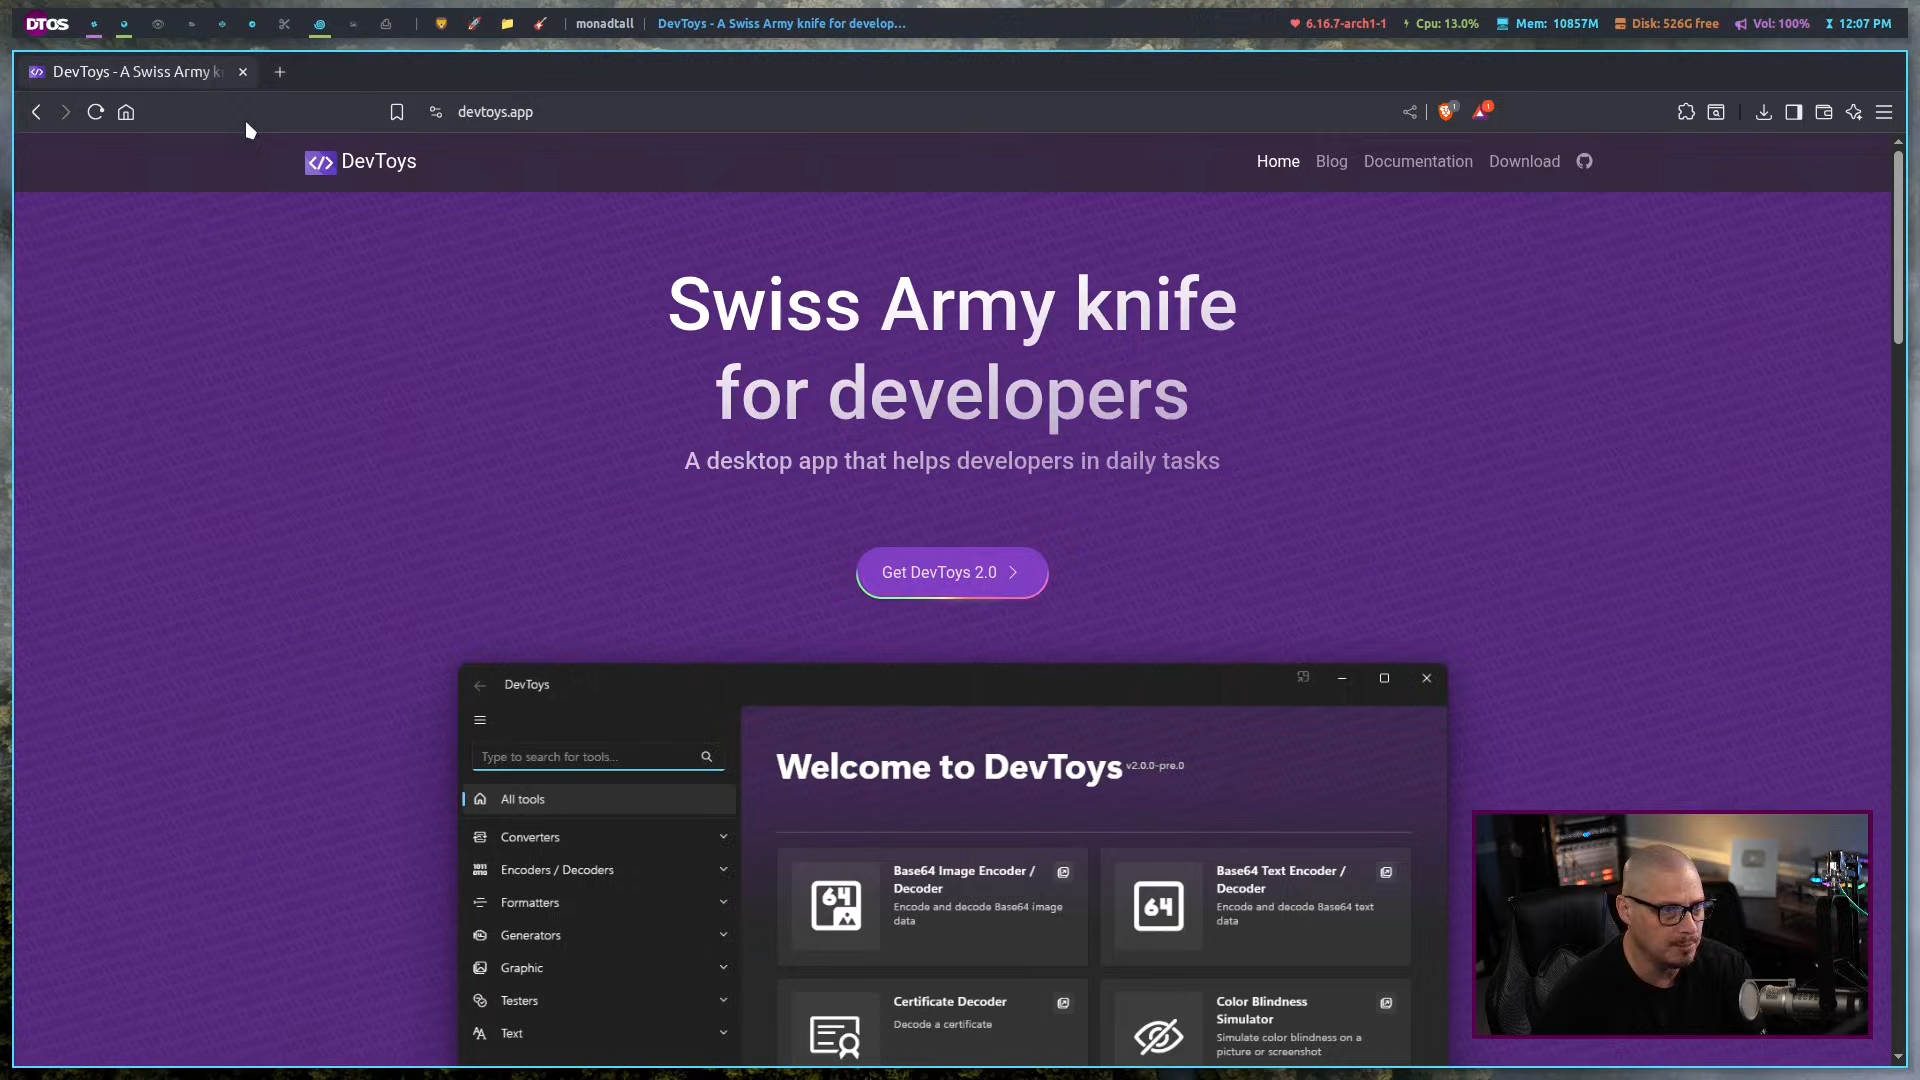 DTOS
monadtall
DevToys - A Swiss Army knife for develop...
6.16.7-arch1-1
Cpu: 13.0%
Mem: 10857M
Disk: 526G free
Vol: 100%
12:07 PM
DevToys - A Swiss Army k
devtoys.app
1
1
DevToys
Home
Blog
Documentation
Download
Swiss Army knife
for developers
A desktop app that helps developers in daily tasks
Get DevToys 2.0
DevToys
Type to search for tools...
All tools
Converters
Encoders / Decoders
Formatters
Generators
Graphic
Testers
Text
Welcome to DevToys v2.0.0-pre.0
64
Base64 Image Encoder /
Decoder
Encode and decode Base64 image
data
64
Base64 Text Encoder /
Decoder
Encode and decode Base64 text
data
Certificate Decoder
Decode a certificate
Color Blindness
Simulator
Simulate color blindness on a
picture or screenshot